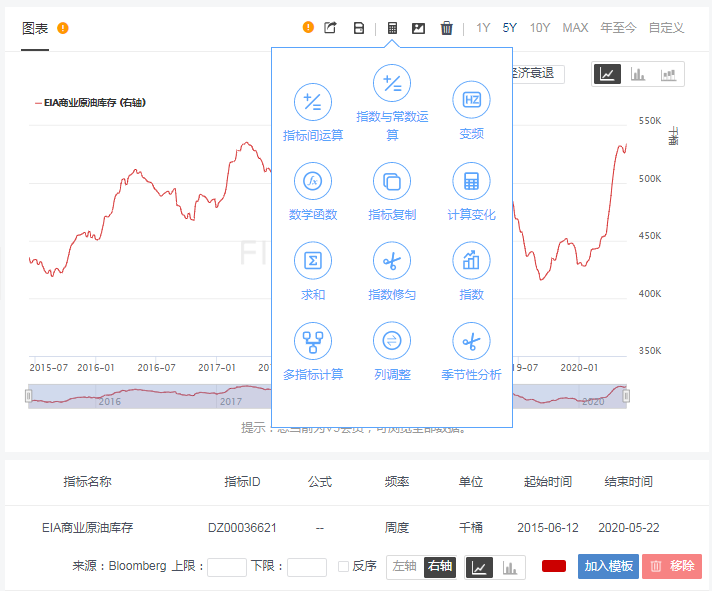 图表
1Y 5Y 10Y MAX 年至今 自定义
经济衰退
EIA商业原油库存 (右轴)
550K
千桶
500K
450K
400K
350K
指标间运算
指数与常数运算
变频
HZ
数学函数
指标复制
计算变化
求和
指数修匀
指数
多指标计算
列调整
季节性分析
2015-07 2016-01 2016-07 2017-01 2020-01
2016 2017 2020
指标名称 指标ID 公式 频率 单位 起始时间 结束时间
EIA商业原油库存 DZ00036621 -- 周度 千桶 2015-06-12 2020-05-22
来源：Bloomberg 上限： 下限： 反序 左轴 右轴 加入模板 移除